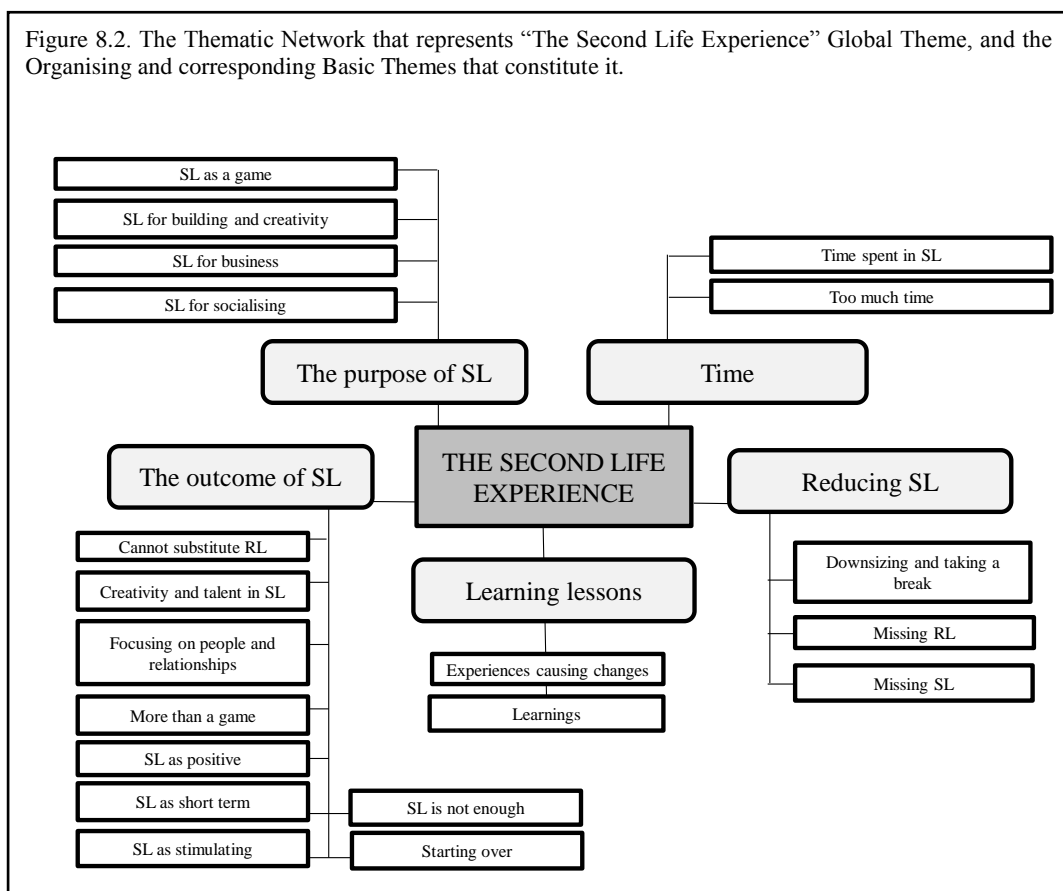 Figure 8.2. The Thematic Network that represents “The Second Life Experience” Global Theme, and the
Organising and corresponding Basic Themes that constitute it.
SL as a game
SL for building and creativity
SL for business
SL for socialising
The purpose of SL
Time spent in SL
Too much time
Time
THE SECOND LIFE
EXPERIENCE
The outcome of SL
Cannot substitute RL
Creativity and talent in SL
Focusing on people and
relationships
More than a game
SL as positive
SL as short term
SL as stimulating
SL is not enough
Starting over
Learning lessons
Experiences causing changes
Learnings
Reducing SL
Downsizing and taking a
break
Missing RL
Missing SL